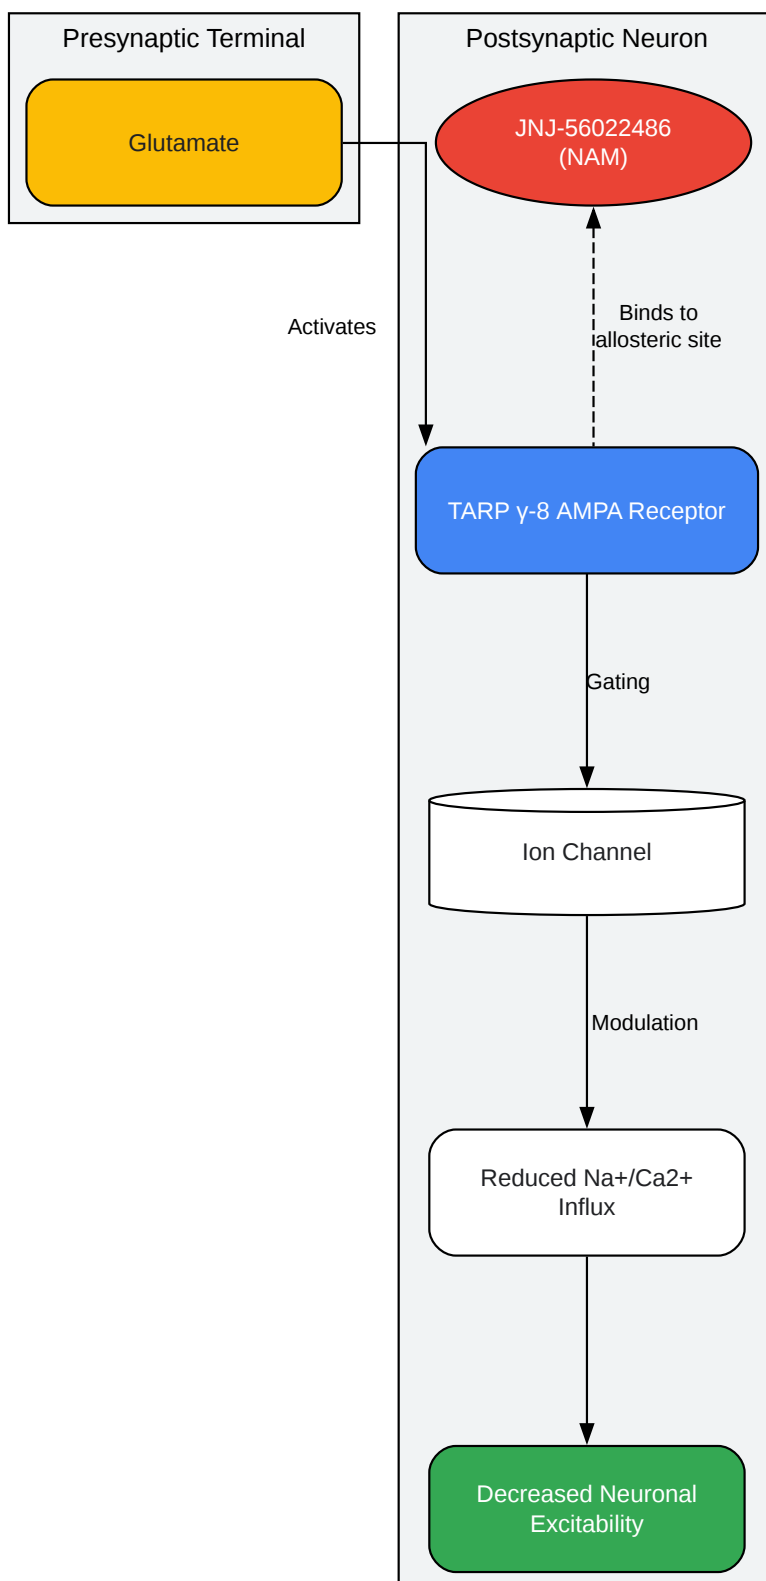 Presynaptic Terminal
Postsynaptic Neuron
Glutamate
JNJ-56022486
(NAM)
Activates
Binds to
allosteric site
TARP γ-8 AMPA Receptor
Gating
Ion Channel
Modulation
Reduced Na+/Ca2+
Influx
Decreased Neuronal
Excitability